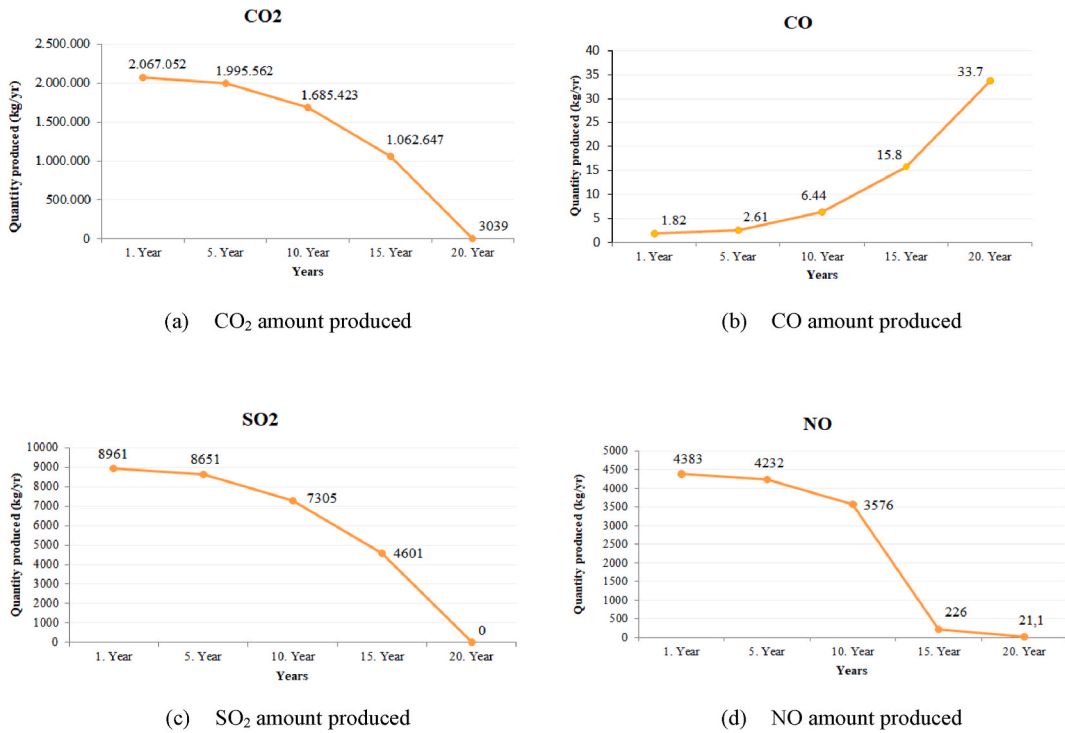 CO2
Quantity produced (kg/yr)
2.500.000
2.000.000
1.500.000
1.000.000
500.000
0
2.067.052
1.995.562
1.685.423
1.062.647
3039
1. Year
5. Year
10. Year
15. Year
20. Year
Years
(a) CO₂ amount produced
CO
Quantity produced (kg/yr)
40
35
30
25
20
15
10
5
0
1.82
2.61
6.44
15.8
33.7
1. Year
5. Year
10. Year
15. Year
20. Year
Years
(b) CO amount produced
SO2
Quantity produced (kg/yr)
10000
9000
8000
7000
6000
5000
4000
3000
2000
1000
0
8961
8651
7305
4601
0
1. Year
5. Year
10. Year
15. Year
20. Year
Years
(c) SO₂ amount produced
NO
Quantity produced (kg/yr)
5000
4500
4000
3500
3000
2500
2000
1500
1000
500
0
4383
4232
3576
226
21,1
1. Year
5. Year
10. Year
15. Year
20. Year
Years
(d) NO amount produced